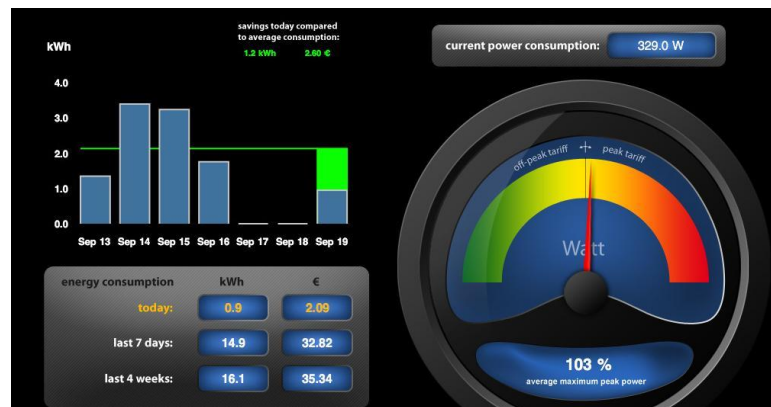 savings today compared
to average consumption:
1.2 kWh 2.60 €
kWh
4.0
3.0
2.0
1.0
0.0
Sep 13 Sep 14 Sep 15 Sep 16 Sep 17 Sep 18 Sep 19
energy consumption kWh €
today: 0.9 2.09
last 7 days: 14.9 32.82
last 4 weeks: 16.1 35.34
current power consumption: 329.0 W
off-peak tariff peak tariff
Watt
103 %
average maximum peak power